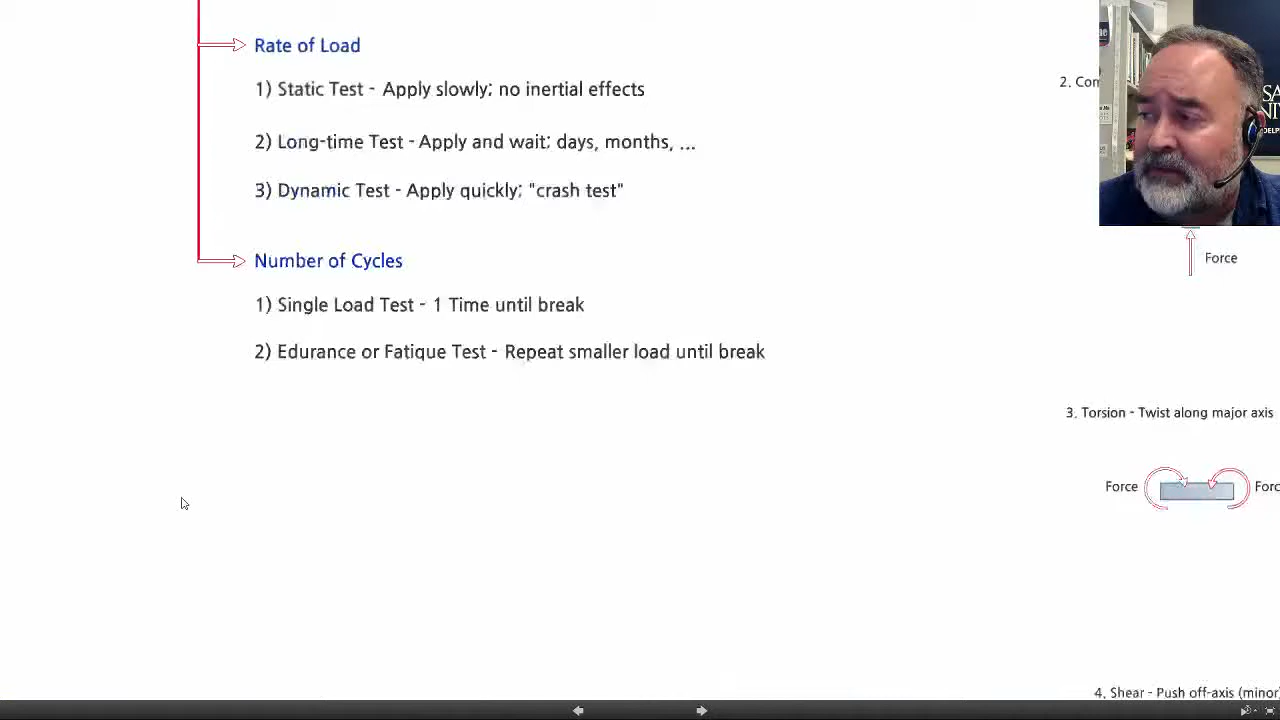 Rate of Load
1) Static Test - Apply slowly; no inertial effects
2) Long-time Test - Apply and wait; days, months, ...
3) Dynamic Test - Apply quickly; "crash test"
Number of Cycles
1) Single Load Test - 1 Time until break
2) Edurance or Fatique Test - Repeat smaller load until break
2. Com
Force
3. Torsion - Twist along major axis
Force
Forc
4. Shear - Push off-axis (minor)